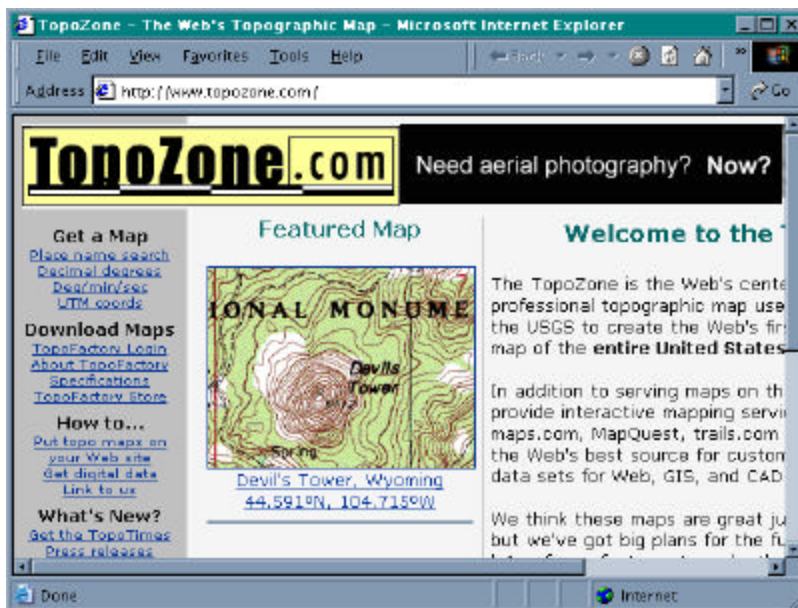 TopoZone - The Web's Topographic Map - Microsoft Internet Explorer
File Edit View Favorites Tools Help
Back
Address http://www.topozone.com/ Go
TopoZone.com
Need aerial photography? Now?
Get a Map
Place name search
Decimal degrees
Deg/min/sec
UTM coords
Download Maps
TopoFactory Login
About TopoFactory
Specifications
TopoFactory Store
How to...
Put topo maps on
your Web site
Get digital data
Link to us
What's New?
Get the TopoTimes
Press releases
Featured Map
IONAL MONUME
Devils
Tower
Spring
Devil's Tower, Wyoming
44.591ºN, 104.715ºW
Welcome to the
The TopoZone is the Web's cente
professional topographic map use
the USGS to create the Web's fir
map of the entire United States
In addition to serving maps on th
provide interactive mapping servi
maps.com, MapQuest, trails.com
the Web's best source for custom
data sets for Web, GIS, and CAD
We think these maps are great ju
but we've got big plans for the fu
Done
Internet